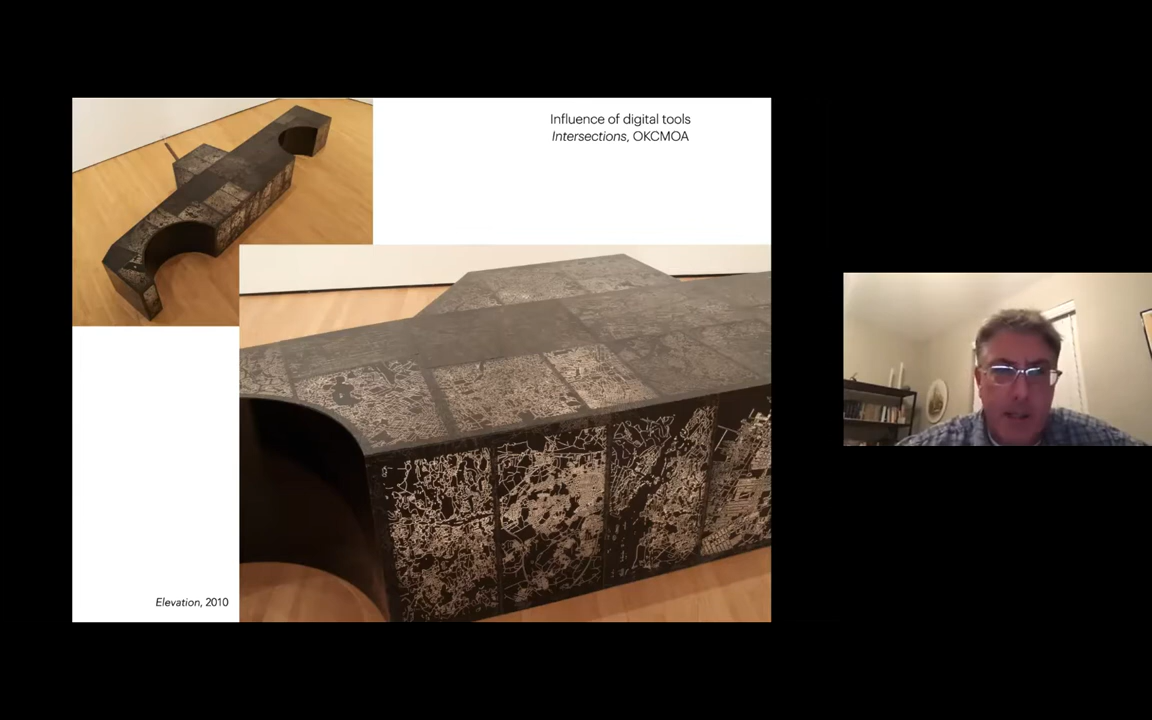 Influence of digital tools
Intersections, OKCMOA
Elevation, 2010